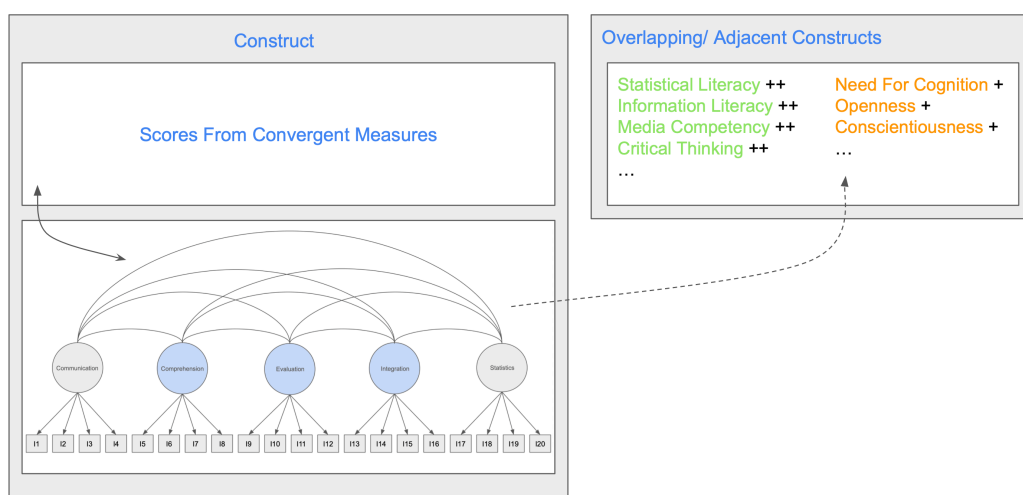 Construct
Scores From Convergent Measures
Communication
Comprehension
Evaluation
Integration
Statistics
I1 I2 I3 I4 I5 I6 I7 I8 I9 I10 I11 I12 I13 I14 I15 I16 I17 I18 I19 I20
Overlapping/ Adjacent Constructs
Statistical Literacy ++
Information Literacy ++
Media Competency ++
Critical Thinking ++
...
Need For Cognition +
Openness +
Conscientiousness +
...